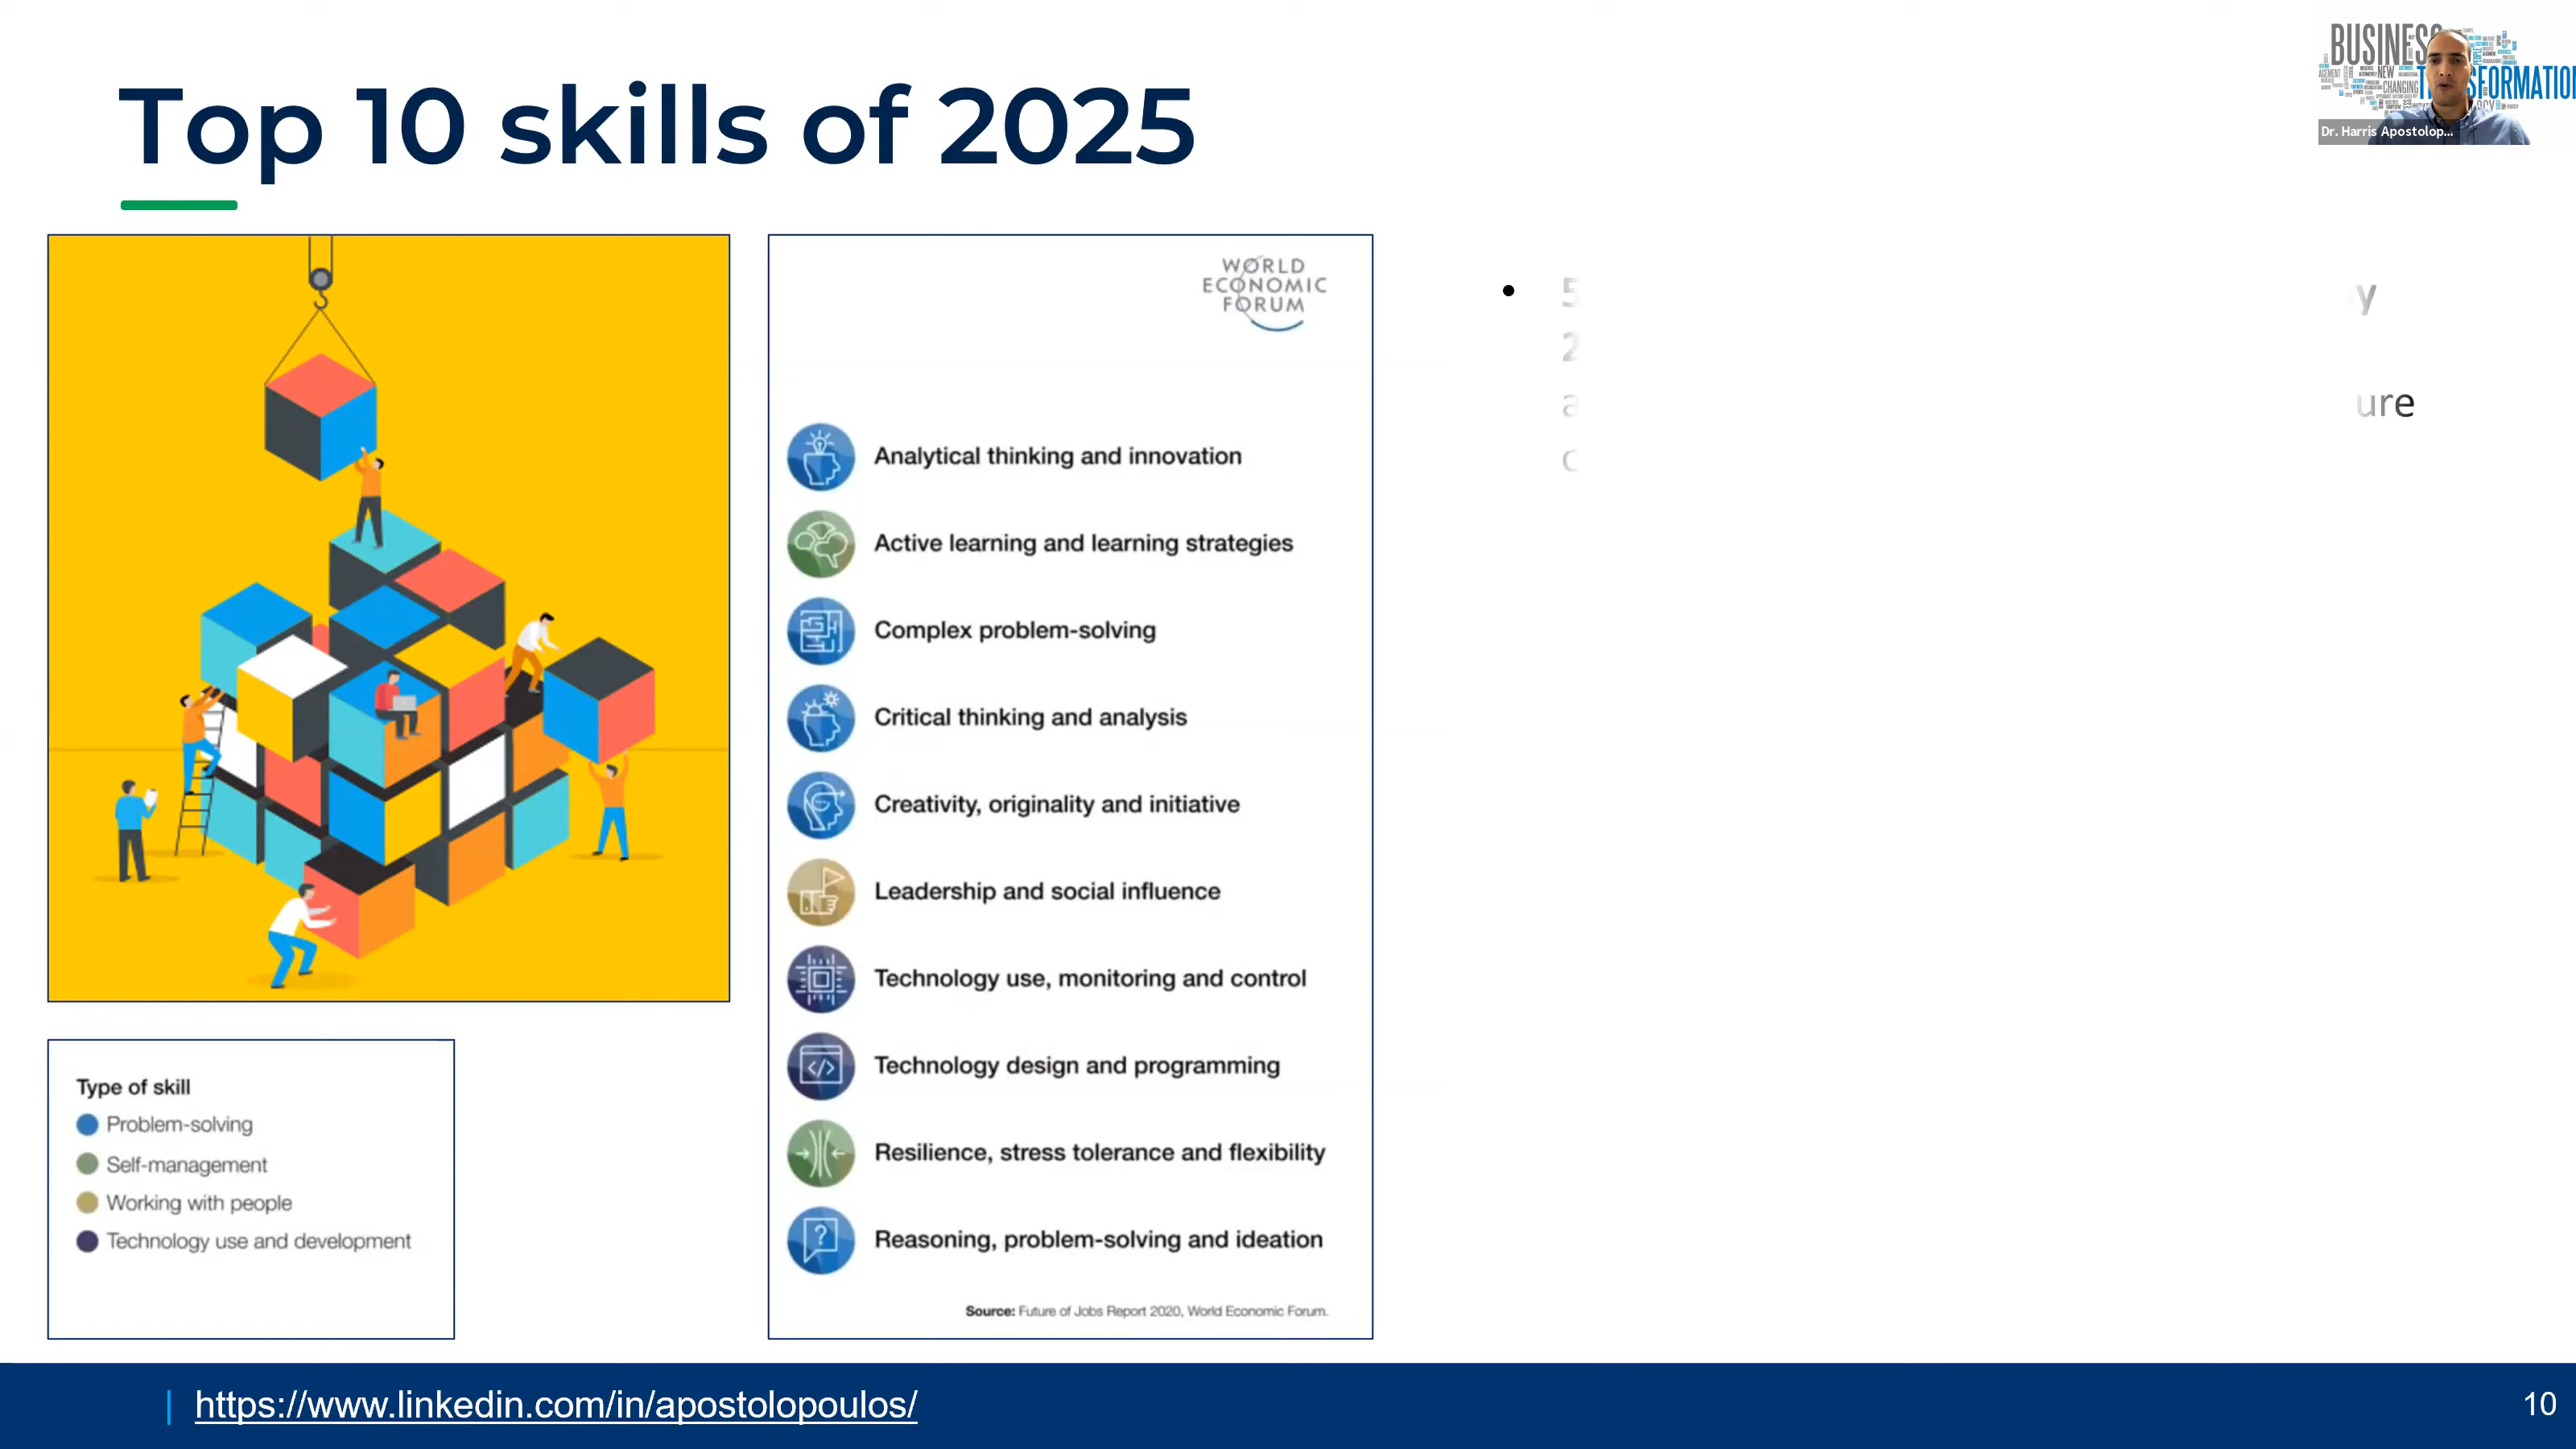 Top 10 skills of 2025
BUSINESS
TRANSFORMATION
AGEMENT
NEW
CHANGING
Dr. Harris Apostolop...
WORLD
ECONOMIC
FORUM
Analytical thinking and innovation
Active learning and learning strategies
Complex problem-solving
Critical thinking and analysis
Creativity, originality and initiative
Leadership and social influence
Technology use, monitoring and control
Technology design and programming
Resilience, stress tolerance and flexibility
Reasoning, problem-solving and ideation
Source: Future of Jobs Report 2020, World Economic Forum.
Type of skill
Problem-solving
Self-management
Working with people
Technology use and development
• 5 y
2
a ure
c
| https://www.linkedin.com/in/apostolopoulos/
10